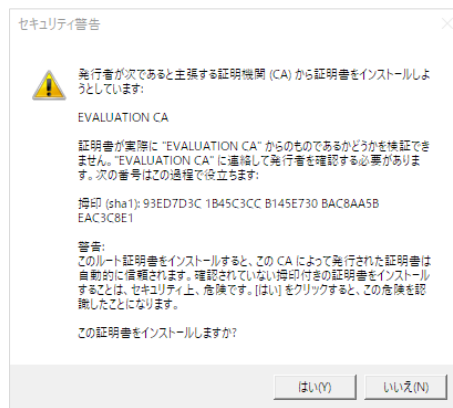 セキュリティ警告
発行者が次であると主張する証明機関 (CA) から証明書をインストールしよ
うとしています:
EVALUATION CA
証明書が実際に "EVALUATION CA" からのものであるかどうかを検証でき
ません。"EVALUATION CA" に連絡して発行者を確認する必要がありま
す。次の番号はこの過程で役立ちます:
拇印 (sha1): 93ED7D3C 1B45C3CC B145E730 BAC8AA5B
EAC3C8E1
警告:
このルート証明書をインストールすると、この CA によって発行された証明書は
自動的に信頼されます。確認されていない拇印付きの証明書をインストール
することは、セキュリティ上、危険です。[はい] をクリックすると、この危険を認
識したことになります。
この証明書をインストールしますか?
はい(Y)
いいえ(N)